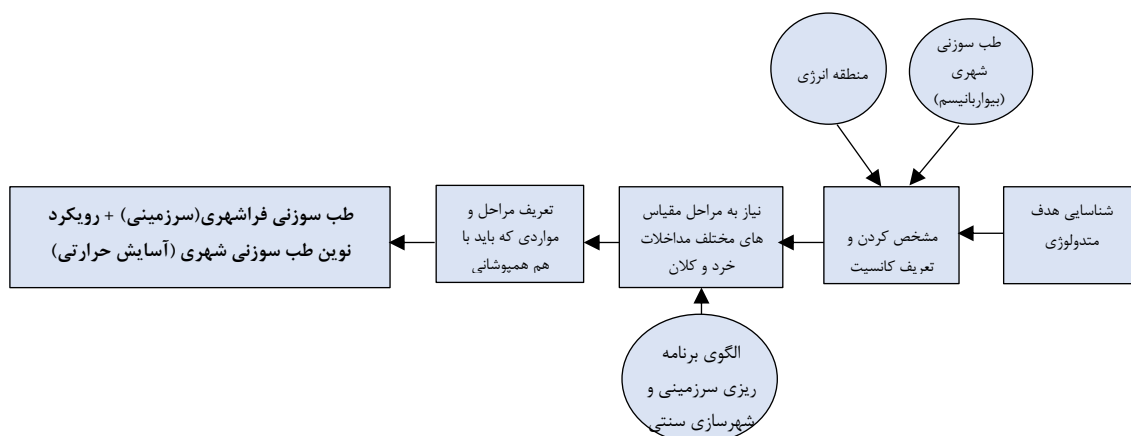 طب سوزنی
شهری
(بیواربانیسم)
منطقه انرژی
شناسایی هدف
متدولوژی
مشخص کردن و
تعریف کانسیت
نیاز به مراحل مقیاس
های مختلف مداخلات
خرد و کلان
تعریف مراحل و
مواردی که باید با
هم همپوشانی
طب سوزنی فراشهری(سرزمینی) + رویکرد
نوین طب سوزنی شهری (آسایش حرارتی)
الگوی برنامه
ریزی سرزمینی و
شهرسازی سنتی